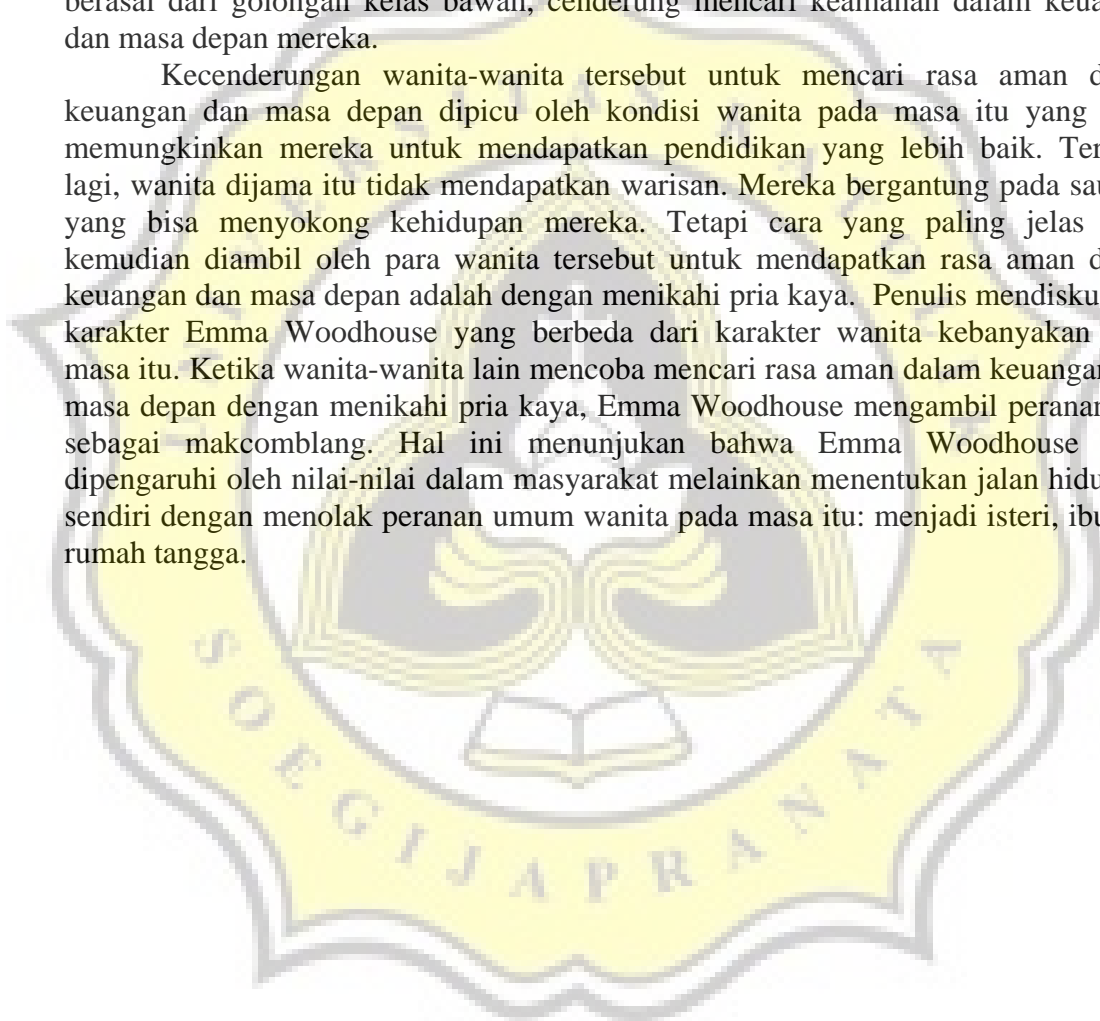 berasal dari golongan kelas bawah, cenderung mencari keamanan dalam
dan masa depan mereka.
Kecenderungan wanita-wanita tersebut untuk mencari rasa aman
keuangan dan masa depan dipicu oleh kondisi wanita pada masa itu yang
memungkinkan mereka untuk mendapatkan pendidikan yang lebih baik.
lagi, wanita dijama itu tidak mendapatkan warisan. Mereka bergantung pada
yang bisa menyokong kehidupan mereka. Tetapi cara yang paling jelas
kemudian diambil oleh para wanita tersebut untuk mendapatkan rasa aman
keuangan dan masa depan adalah dengan menikahi pria kaya. Penulis
karakter Emma Woodhouse yang berbeda dari karakter wanita kebanyakan
masa itu. Ketika wanita-wanita lain mencoba mencari rasa aman dalam keuangan
masa depan dengan menikahi pria kaya, Emma Woodhouse mengambil peranan
sebagai makcomblang. Hal ini menunjukan bahwa Emma Woodhouse
dipengaruhi oleh nilai-nilai dalam masyarakat melainkan menentukan jalan
sendiri dengan menolak peranan umum wanita pada masa itu: menjadi isteri, ibu
rumah tangga.
SOEGIJAPRANATA